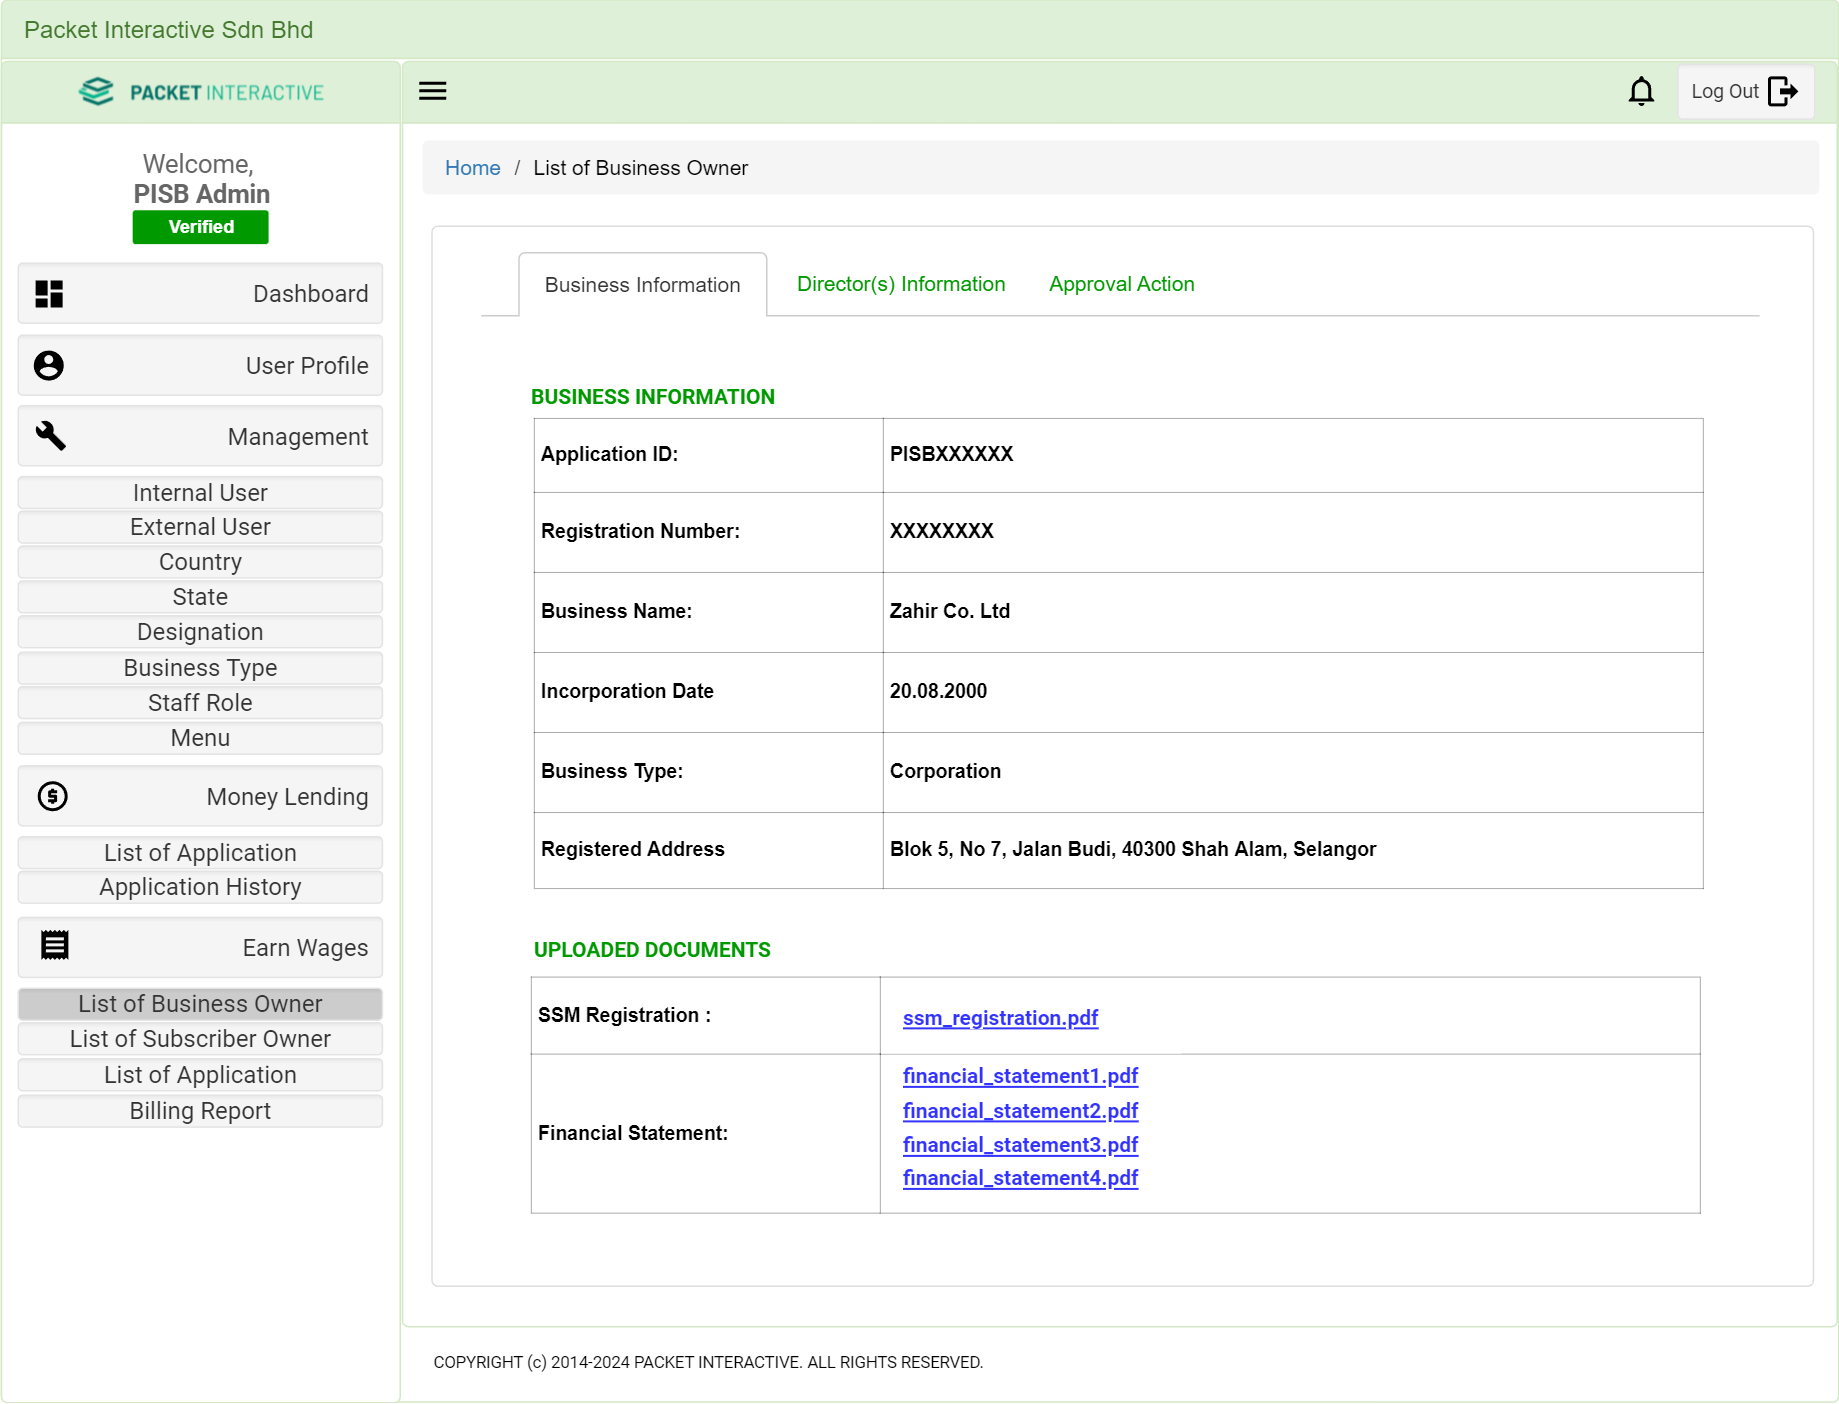 Packet Interactive Sdn Bhd
PACKET INTERACTIVE
Log Out
Welcome,
PISB Admin
Verified
Dashboard
User Profile
Management
Internal User
External User
Country
State
Designation
Business Type
Staff Role
Menu
Money Lending
List of Application
Application History
Earn Wages
List of Business Owner
List of Subscriber Owner
List of Application
Billing Report
Home / List of Business Owner
Business Information Director(s) Information Approval Action
BUSINESS INFORMATION
Application ID: PISBXXXXXX
Registration Number: XXXXXXXX
Business Name: Zahir Co. Ltd
Incorporation Date 20.08.2000
Business Type: Corporation
Registered Address Blok 5, No 7, Jalan Budi, 40300 Shah Alam, Selangor
UPLOADED DOCUMENTS
SSM Registration : ssm_registration.pdf
Financial Statement:
financial_statement1.pdf
financial_statement2.pdf
financial_statement3.pdf
financial_statement4.pdf
COPYRIGHT (c) 2014-2024 PACKET INTERACTIVE. ALL RIGHTS RESERVED.